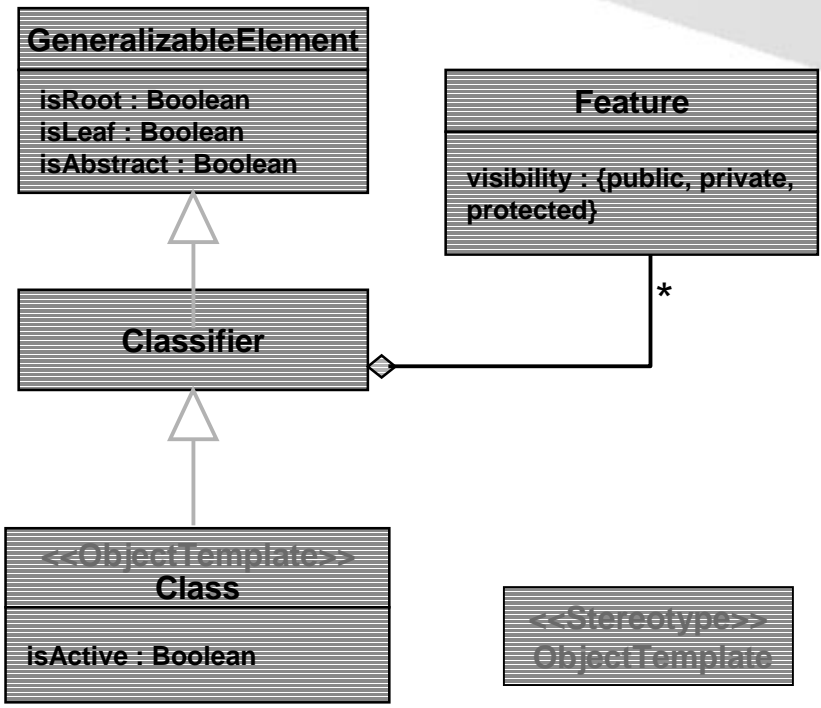 GeneralizableElement
isRoot : Boolean
isLeaf : Boolean
isAbstract : Boolean
Feature
visibility : {public, private,
protected}
*
Classifier
<<ObjectTemplate>>
Class
isActive : Boolean
<<Stereotype>>
ObjectTemplate